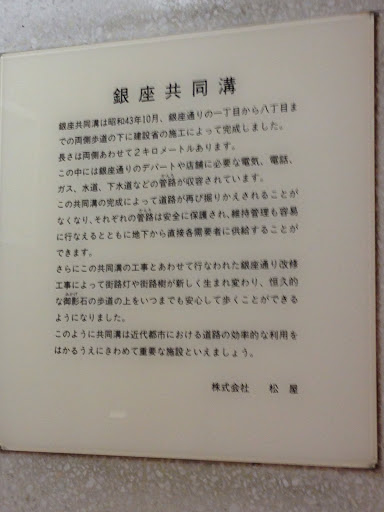 銀座共同溝
銀座共同溝は昭和43年10月、銀座通りの一丁目から八丁目ま
での両側歩道の下に建設省の施工によって完成しました。
長さは両側あわせて2キロメートルあります。
この中には銀座通りのデパートや店舗に必要な電気、電話、
ガス、水道、下水道などの管路が収容されています。
この共同溝の完成によって道路が再び掘りかえされることが
なくなり、それぞれの管路は安全に保護され、維持管理も容易
に行なえるとともに地下から直接各需要者に供給することが
できます。
さらにこの共同溝の工事とあわせて行なわれた銀座通り改修
工事によって街路灯や街路樹が新しく生まれ変わり、恒久的
な御影石の歩道の上をいつまでも安心して歩くことができる
ようになりました。
このように共同溝は近代都市における道路の効率的な利用を
はかるうえにきわめて重要な施設といえましょう。
株式会社 松屋